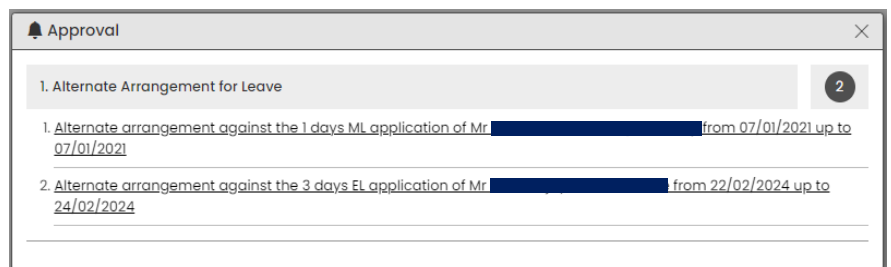 Approval
1. Alternate Arrangement for Leave
2
1. Alternate arrangement against the 1 days ML application of Mr from 07/01/2021 up to
07/01/2021
2. Alternate arrangement against the 3 days EL application of Mr from 22/02/2024 up to
24/02/2024